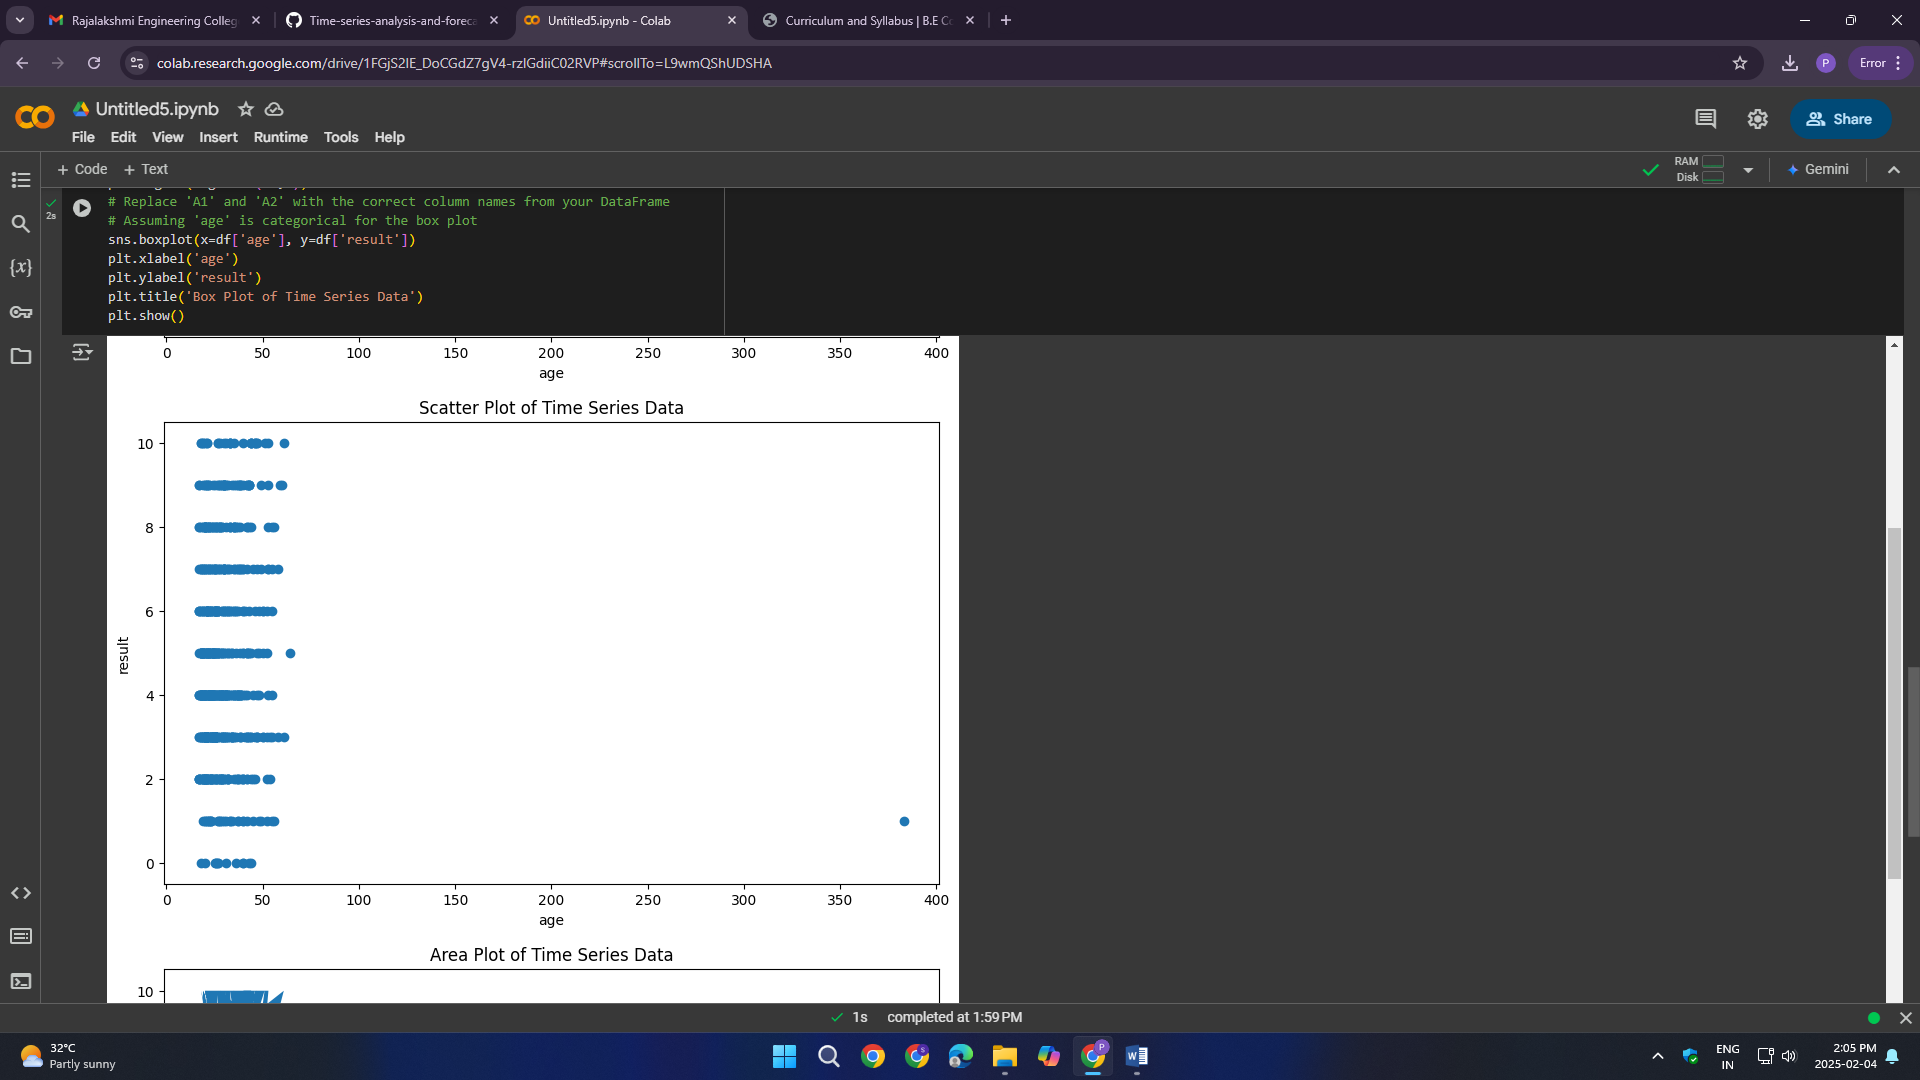 Rajalakshmi Engineering Colleg
Time-series-analysis-and-foreca
Untitled5.ipynb - Colab
Curriculum and Syllabus | B.E Co
colab.research.google.com/drive/1FGjS2lE_DoCGdZ7gV4-rzlGdiiC02RVP#scrollTo=L9wmQShUDSHA
P
Error
Untitled5.ipynb
File Edit View Insert Runtime Tools Help
Share
+ Code + Text
RAM
Disk
Gemini
2s
# Replace 'A1' and 'A2' with the correct column names from your DataFrame
# Assuming 'age' is categorical for the box plot
sns.boxplot(x=df['age'], y=df['result'])
plt.xlabel('age')
plt.ylabel('result')
plt.title('Box Plot of Time Series Data')
plt.show()
0 50 100 150 200 250 300 350 400
age
Scatter Plot of Time Series Data
10
8
6
result
4
2
0
0 50 100 150 200 250 300 350 400
age
Area Plot of Time Series Data
10
1s completed at 1:59 PM
32°C
Partly sunny
ENG
IN
2:05 PM
2025-02-04